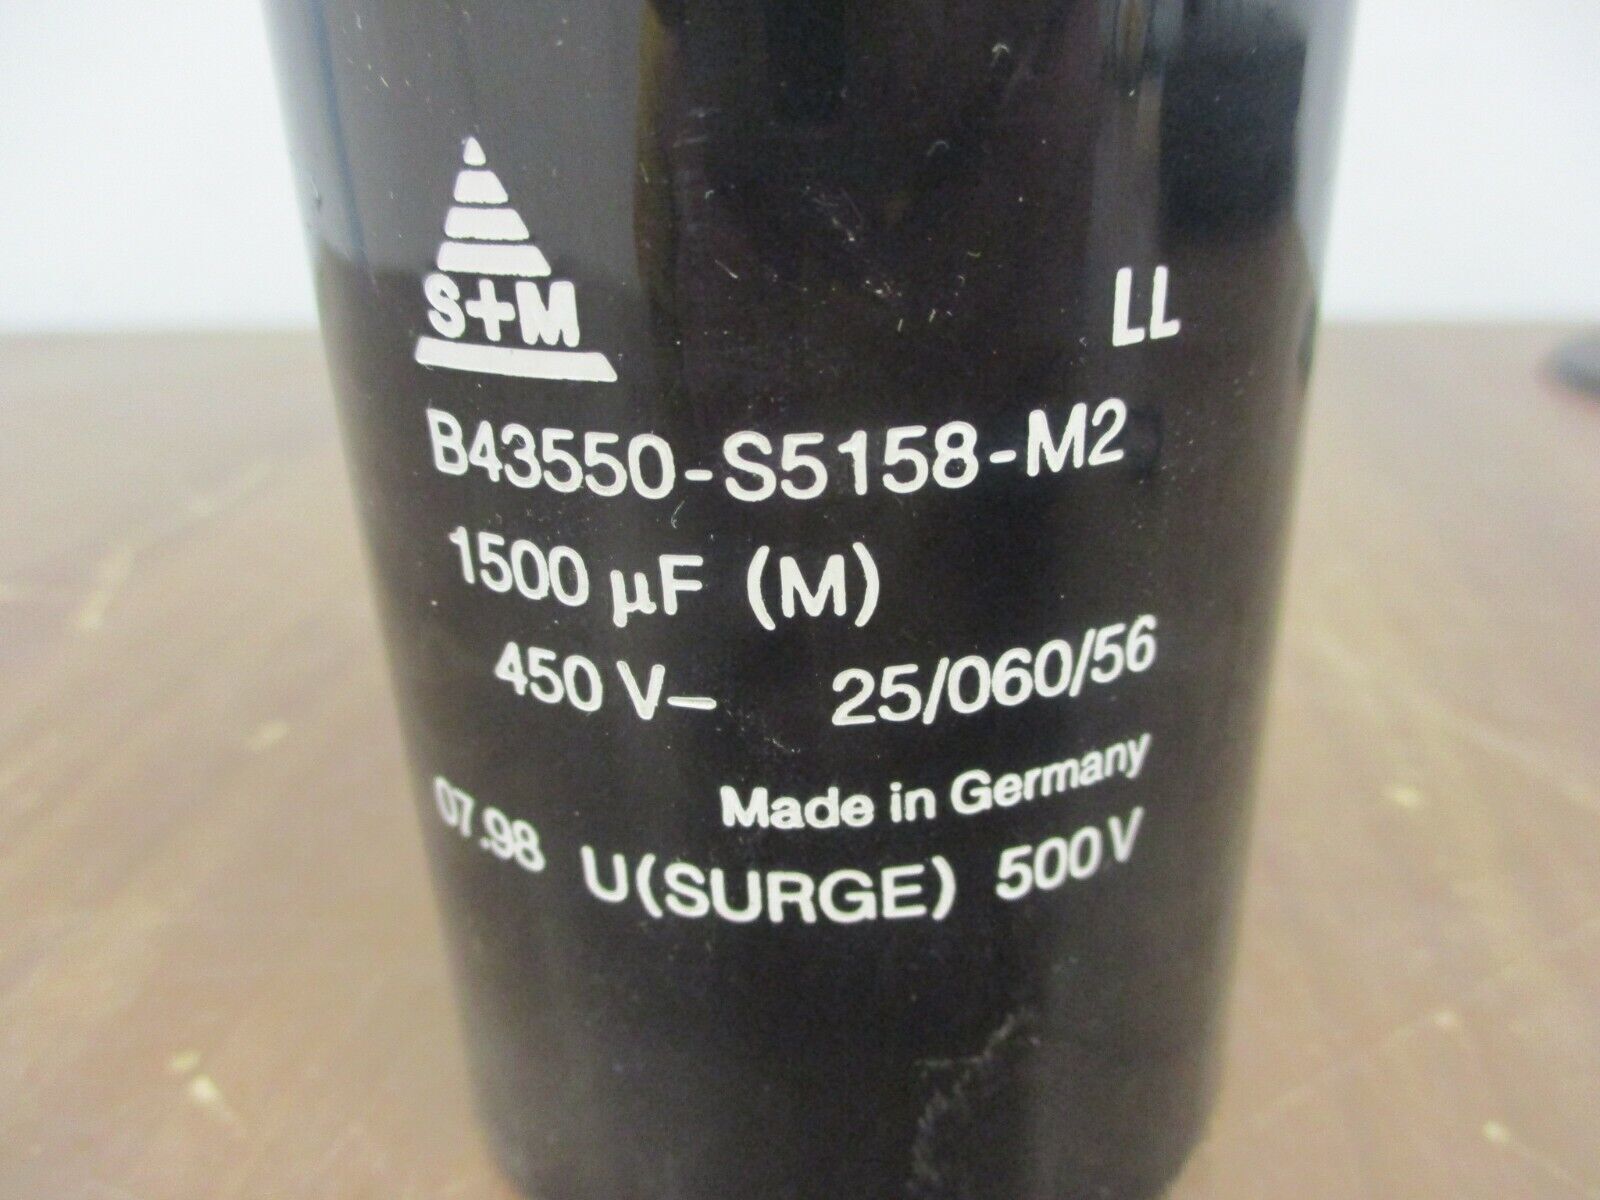 S+M
LL
B43550-S5158-M2
1500 µF (M)
450 V– 25/060/56
Made in Germany
07.98 U(SURGE) 500V